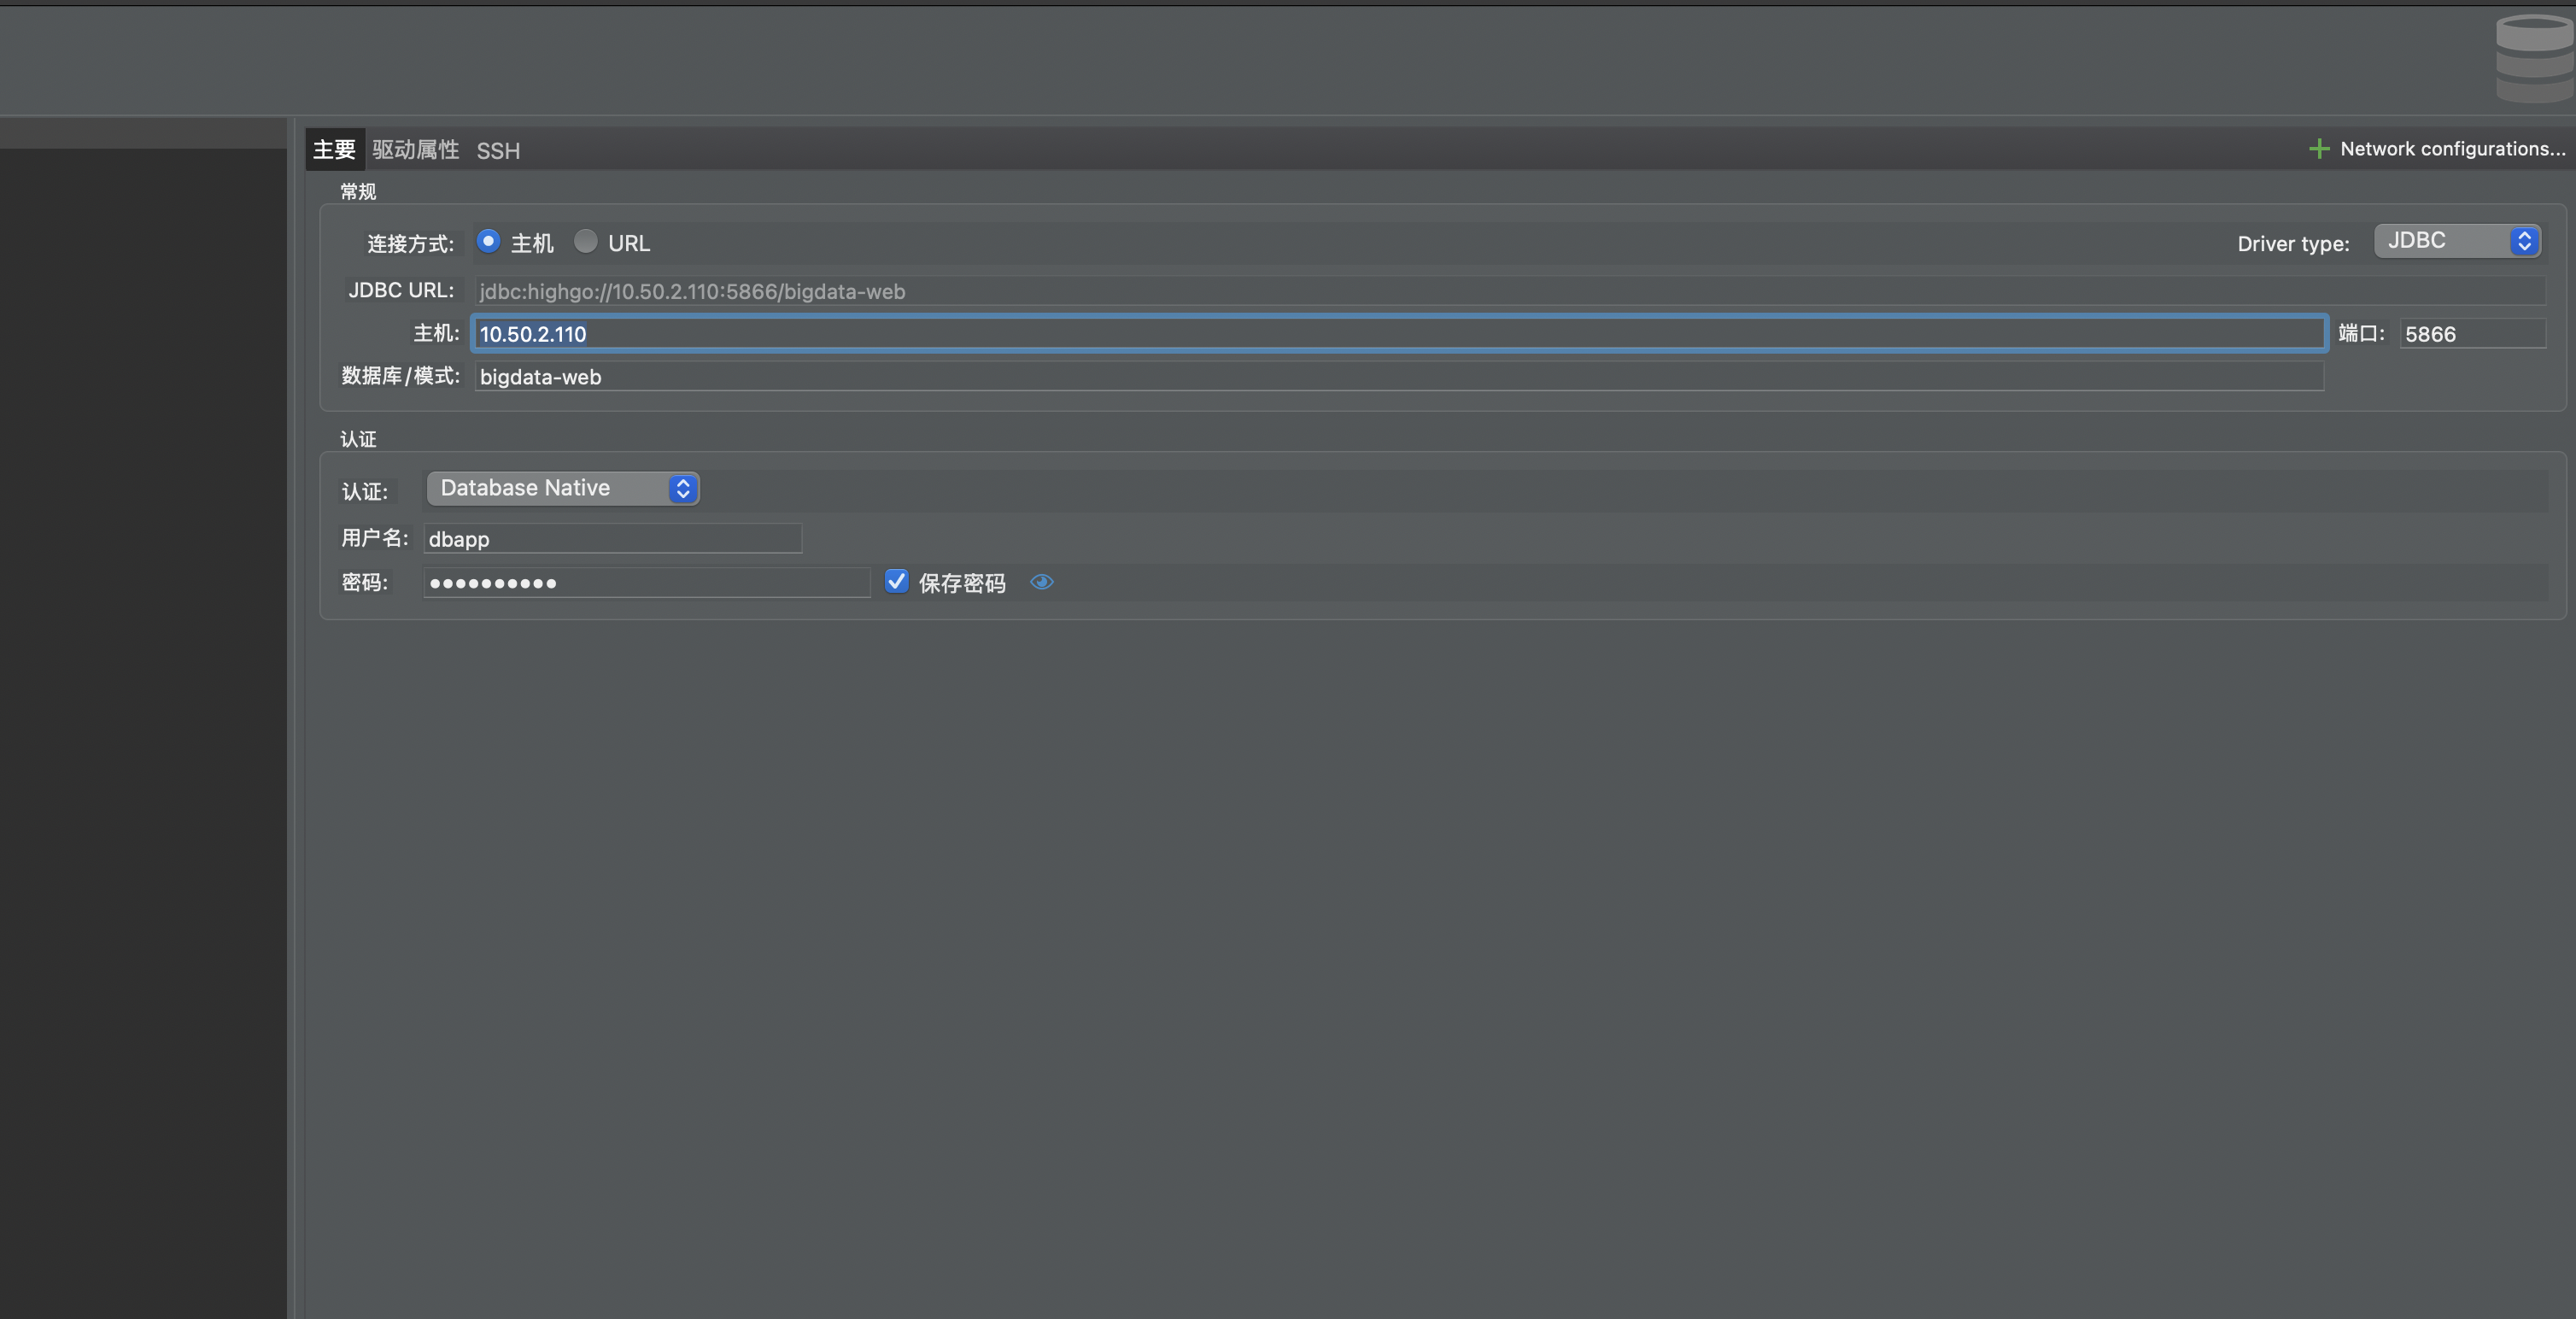 主要 驱动属性 SSH Network configurations...
常规
连接方式: 主机 URL Driver type: JDBC
JDBC URL: jdbc:highgo://10.50.2.110:5866/bigdata-web
主机: 10.50.2.110 端口: 5866
数据库/模式: bigdata-web
认证
认证: Database Native
用户名: dbapp
密码: •••••••••• 保存密码